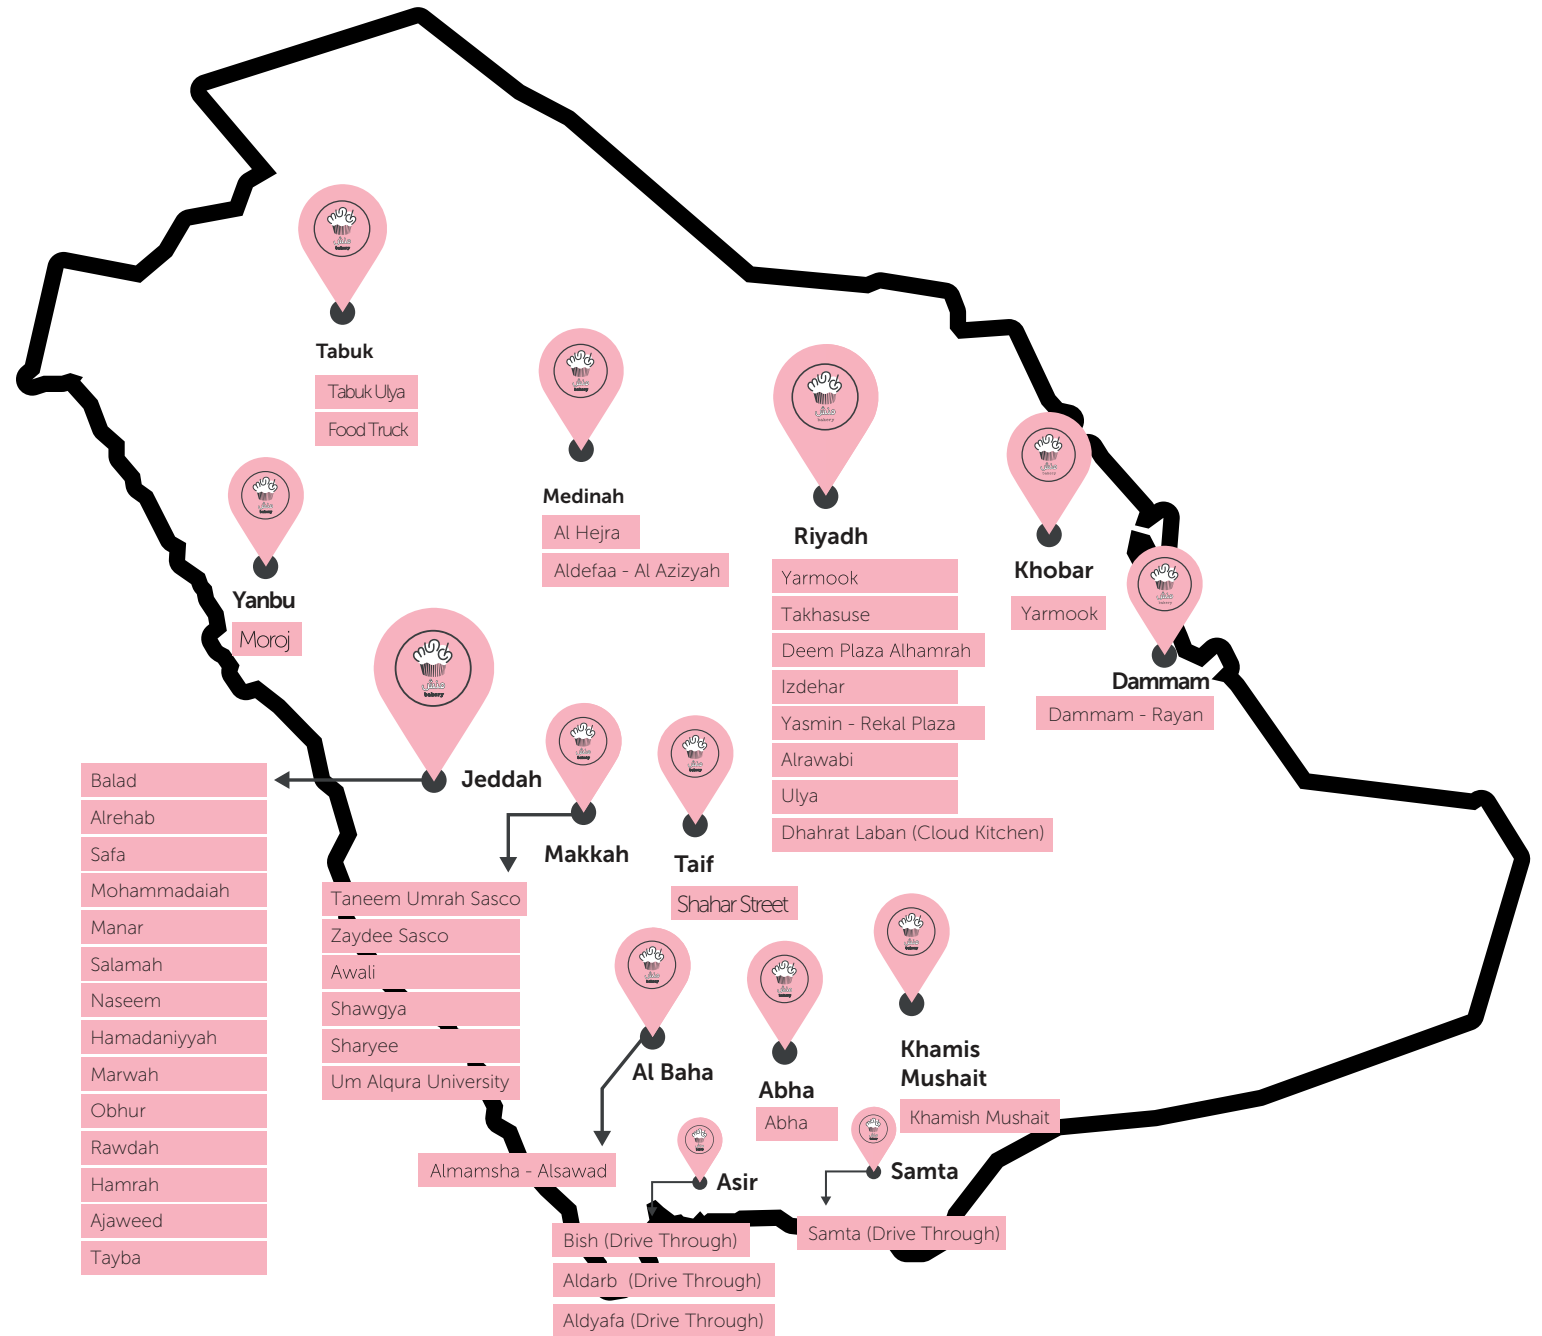 Tabuk
Tabuk Ulya
Food Truck
Medinah
Al Hejra
Aldefaa - Al Azizyah
Riyadh
Yarmook
Takhasuse
Deem Plaza Alhamrah
Izdehar
Yasmin - Rekal Plaza
Alrawabi
Ulya
Dhahrat Laban (Cloud Kitchen)
Khobar
Yarmook
Dammam
Dammam - Rayan
Yanbu
Moroj
منش
bakery
Jeddah
Balad
Alrehab
Safa
Mohammadaiah
Manar
Salamah
Naseem
Hamadaniyyah
Marwah
Obhur
Rawdah
Hamrah
Ajaweed
Tayba
Makkah
Taneem Umrah Sasco
Zaydee Sasco
Awali
Shawgya
Sharyee
Um Alqura University
Taif
Shahar Street
Al Baha
Almamsha - Alsawad
Abha
Abha
Khamis
Mushait
Khamish Mushait
Asir
Bish (Drive Through)
Aldarb (Drive Through)
Aldyafa (Drive Through)
Samta
Samta (Drive Through)